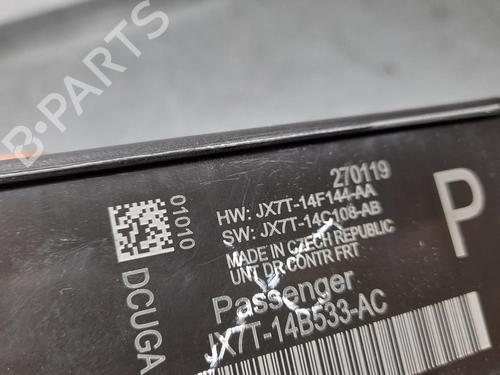 B-PARTS
270119
HW: JX7T-14F144-AA
SW: JX7T-14C108-AB
MADE IN CZECH REPUBLIC
UNT DR CONTR FRT
Passenger
JX7T-14B533-AC
P
01010
DCUGA